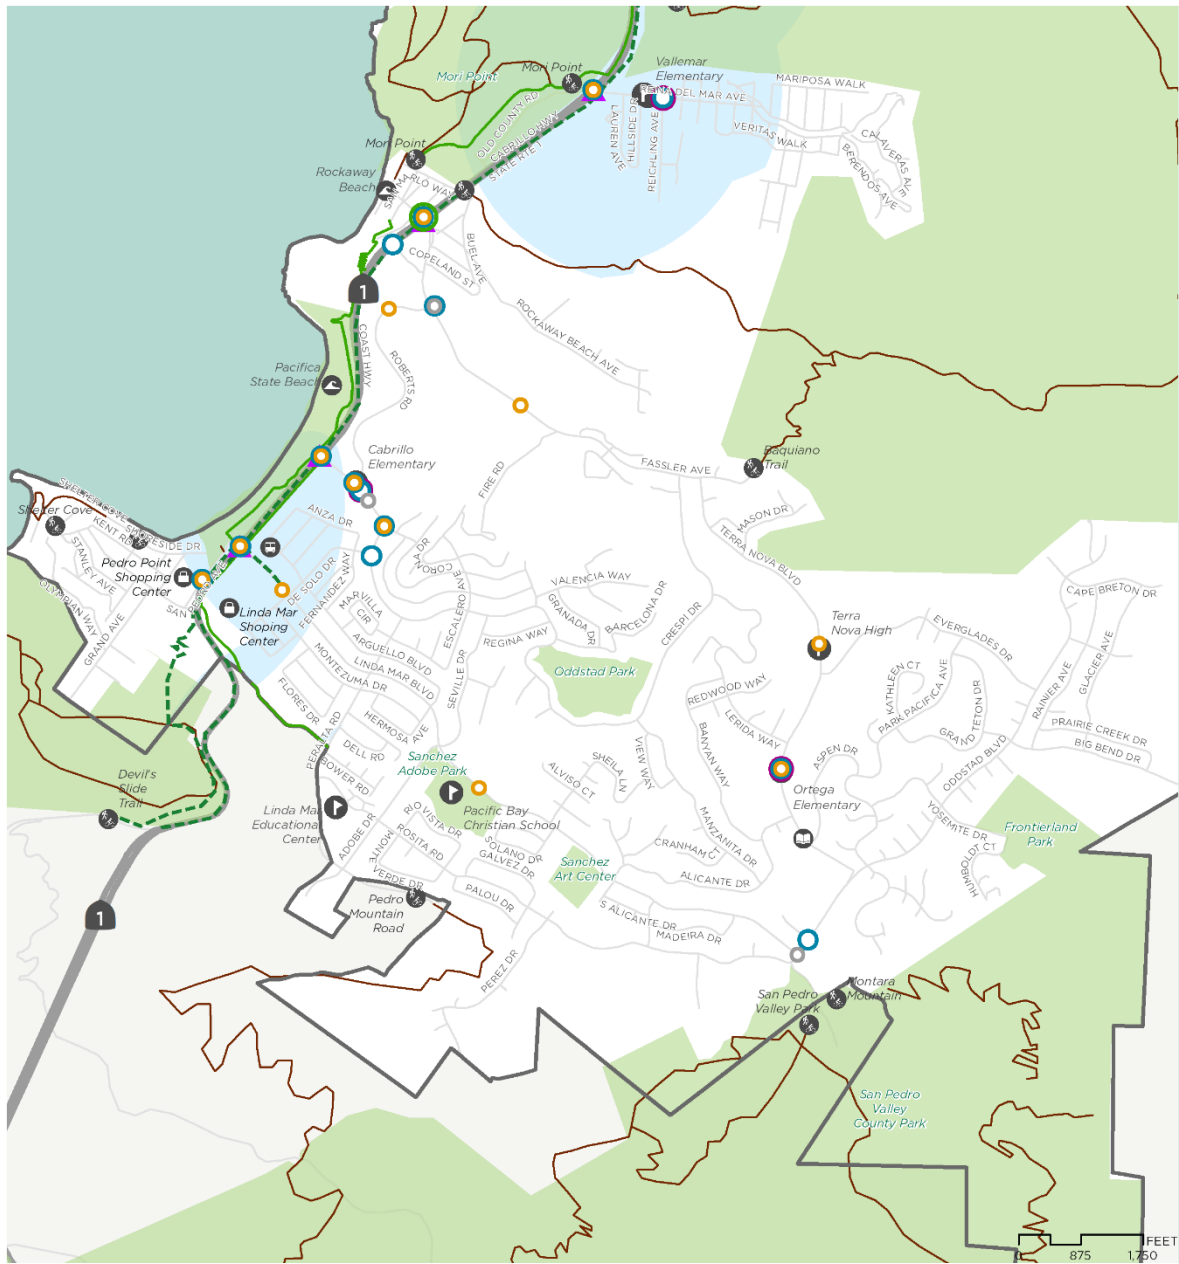 Mori Point
Mori Point
Vallemar
Elementary
MARIPOSA WALK
DEL MAR AVE
OLD COUNTY RD
CABRILLO HWY
STATE RTE 1
LAUREN AVE
HILLSIDE DR
REICHLING AVE
VERITAS WALK
CALAVERAS AVE
BERENDOS AVE
Mori Point
Rockaway
Beach
RLO WAY
BUEL AVE
COPELAND ST
1
ROCKAWAY BEACH AVE
COAST HWY
ROBERTS RD
Pacifica
State Beach
Cabrillo
Elementary
FASSLER AVE
Baquiano
Trail
FIRE RD
SHELTER COVE
Shelter Cove
KENT RD
SHORESIDE DR
STANLEY AVE
OLYMPIAN WAY
GRAND AVE
Pedro Point
Shopping
Center
SAN PEDRO AVE
ANZA DR
DE SOLO DR
FERNANDEZ WAY
Linda Mar
Shoping
Center
MASON DR
TERRA NOVA BLVD
CORONA DR
ESCALERO AVE
VALENCIA WAY
GRANADA DR
BARCELONA DR
CRESPI DR
REGINA WAY
MARVILLA
CIR
ARGUELLO BLVD
LINDA MAR BLVD
MONTEZUMA DR
SEVILLE DR
FLORES DR
HERMOSA AVE
PERALTA RD
DELL RD
BOWER RD
Oddstad Park
Terra
Nova High
CAPE BRETON DR
EVERGLADES DR
GLACIER AVE
RAINIER AVE
KATHLEEN CT
PARK PACIFICA AVE
GRAND TETON DR
PRAIRIE CREEK DR
BIG BEND DR
ODDSTAD BLVD
REDWOOD WAY
LERIDA WAY
BANYAN WAY
ASPEN DR
VIEW WAY
SHEILA LN
ALVISO CT
Sanchez
Adobe Park
Devil's
Slide
Trail
Linda Mar
Educational
Center
Pacific Bay
Christian School
Ortega
Elementary
YOSEMITE DR
HUMBOLDT CT
Frontierland
Park
ADOBE DR
RIO VISTA DR
ROSITA RD
MONTE
VERDE DR
SOLANO DR
GALVEZ DR
Sanchez
Art Center
MANZANITA DR
CRANHAM CT
ALICANTE DR
S ALICANTE DR
MADEIRA DR
PALOU DR
PEREZ DR
Pedro
Mountain
Road
1
San Pedro
Valley Park
Montara
Mountain
San Pedro
Valley
County Park
FEET
0 875 1,750